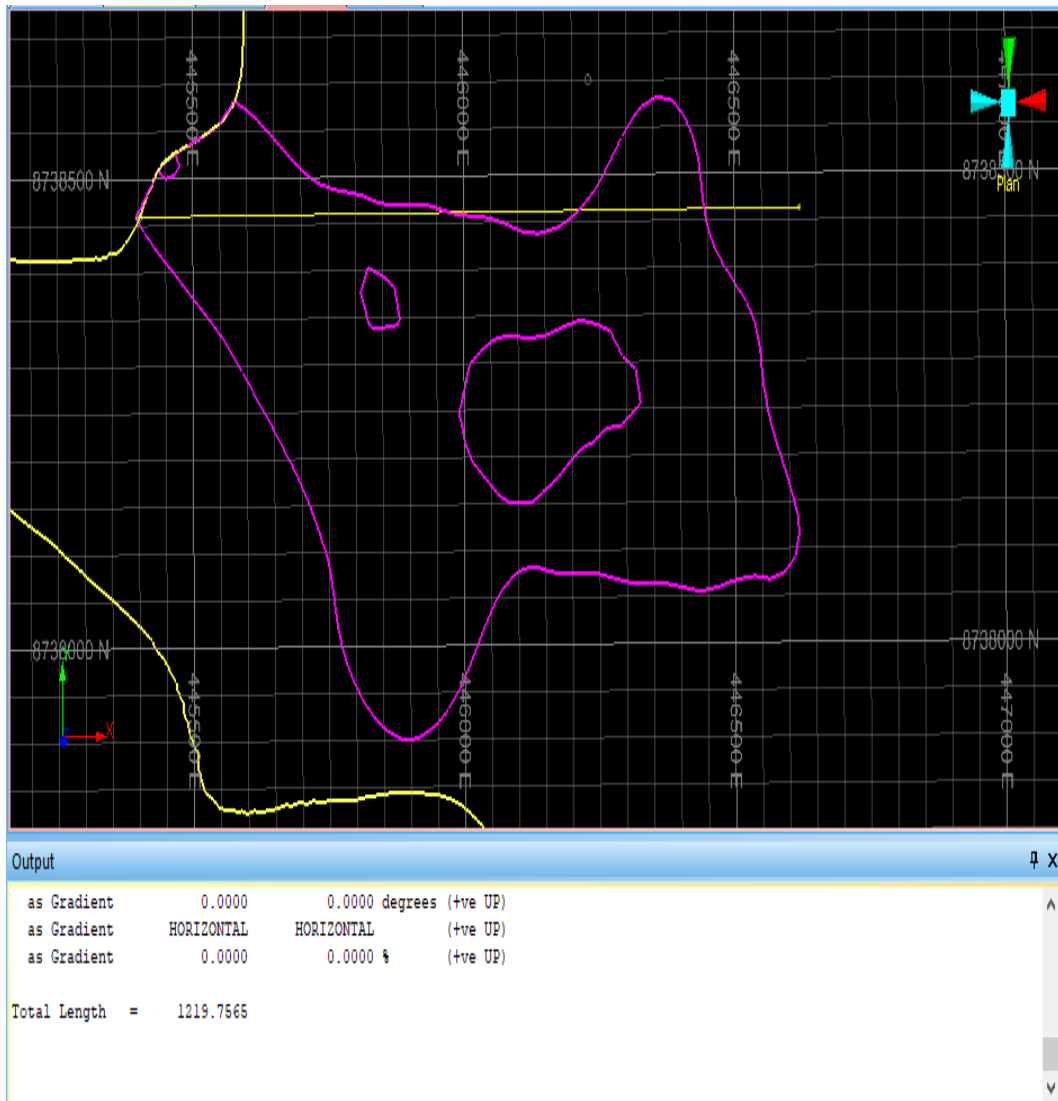 445500 E
446000 E
446500 E
8738500 N
Plan
8738000 N
8738000 N
445500 E
446000 E
446500 E
447000 E
X
Output
as Gradient 0.0000 0.0000 degrees (+ve UP)
as Gradient HORIZONTAL HORIZONTAL (+ve UP)
as Gradient 0.0000 0.0000 % (+ve UP)
Total Length = 1219.7565